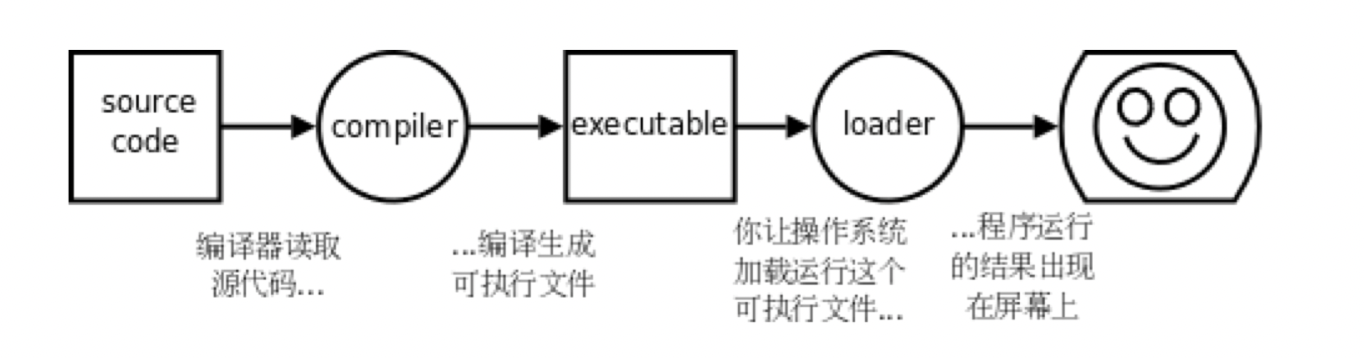 source
code
compiler
executable
loader
编译器读取
源代码...
...编译生成
可执行文件
你让操作系统
加载运行这个
可执行文件...
...程序运行
的结果出现
在屏幕上